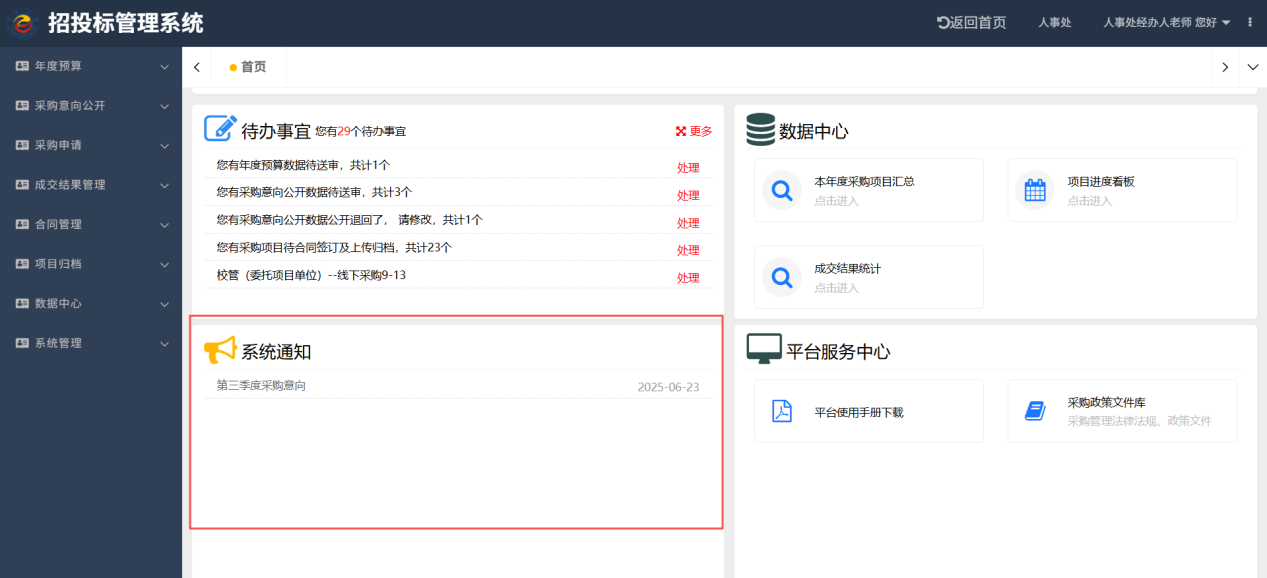 招投标管理系统
返回首页
人事处
人事处经办人老师 您好
年度预算
采购意向公开
采购申请
成交结果管理
合同管理
项目归档
数据中心
系统管理
首页
待办事宜 您有29个待办事宜
更多
您有年度预算数据待送审，共计1个
处理
您有采购意向公开数据待送审，共计3个
处理
您有采购意向公开数据公开退回了， 请修改，共计1个
处理
您有采购项目待合同签订及上传归档，共计23个
处理
校管（委托项目单位）--线下采购9-13
处理
数据中心
本年度采购项目汇总
点击进入
项目进度看板
点击进入
成交结果统计
点击进入
系统通知
第三季度采购意向
2025-06-23
平台服务中心
平台使用手册下载
采购政策文件库
采购管理法律法规、政策文件